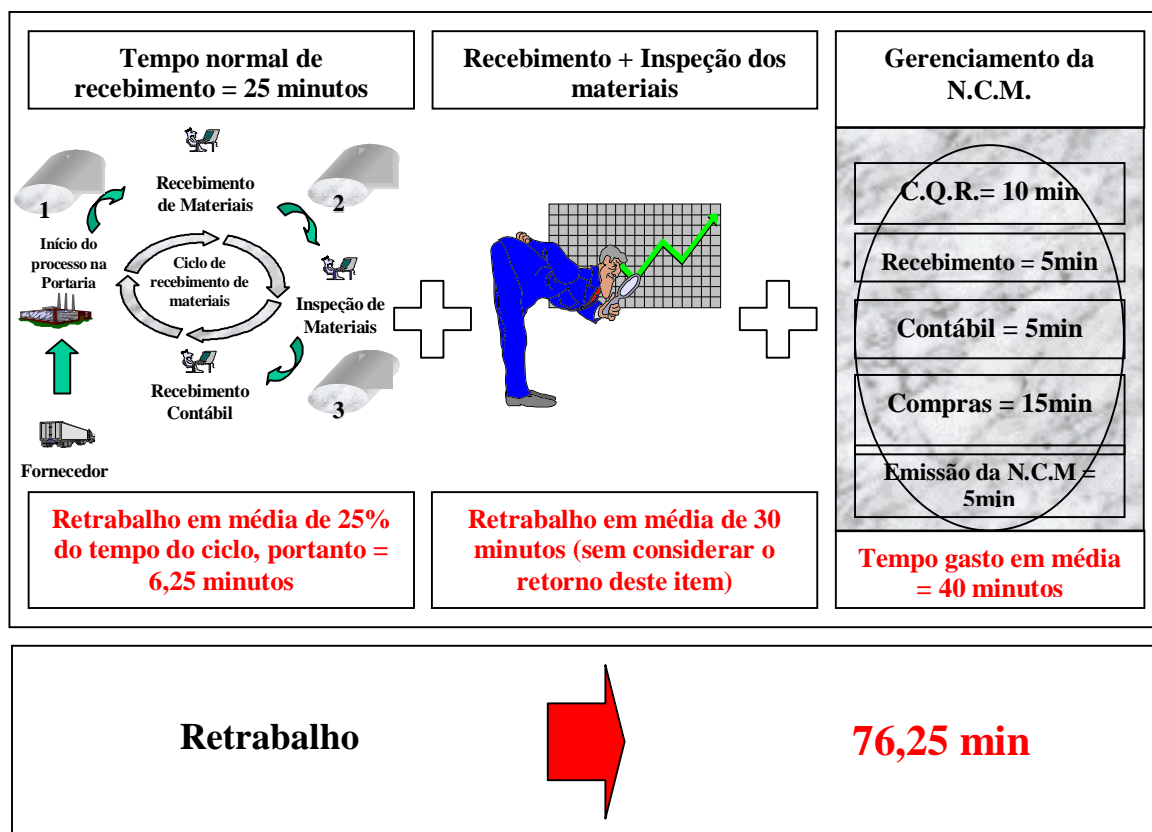 Tempo normal de
recebimento = 25 minutos
Recebimento + Inspeção dos
materiais
Gerenciamento da
N.C.M.
1
Recebimento
de Materiais
2
Início do
processo na
Portaria
Ciclo de
recebimento de
materiais
Inspeção de
Materiais
Recebimento
Contábil
3
Fornecedor
C.Q.R.= 10 min
Recebimento = 5min
Contábil = 5min
Compras = 15min
Emissão da N.C.M =
5min
Retrabalho em média de 25%
do tempo do ciclo, portanto =
6,25 minutos
Retrabalho em média de 30
minutos (sem considerar o
retorno deste item)
Tempo gasto em média
= 40 minutos
Retrabalho
76,25 min